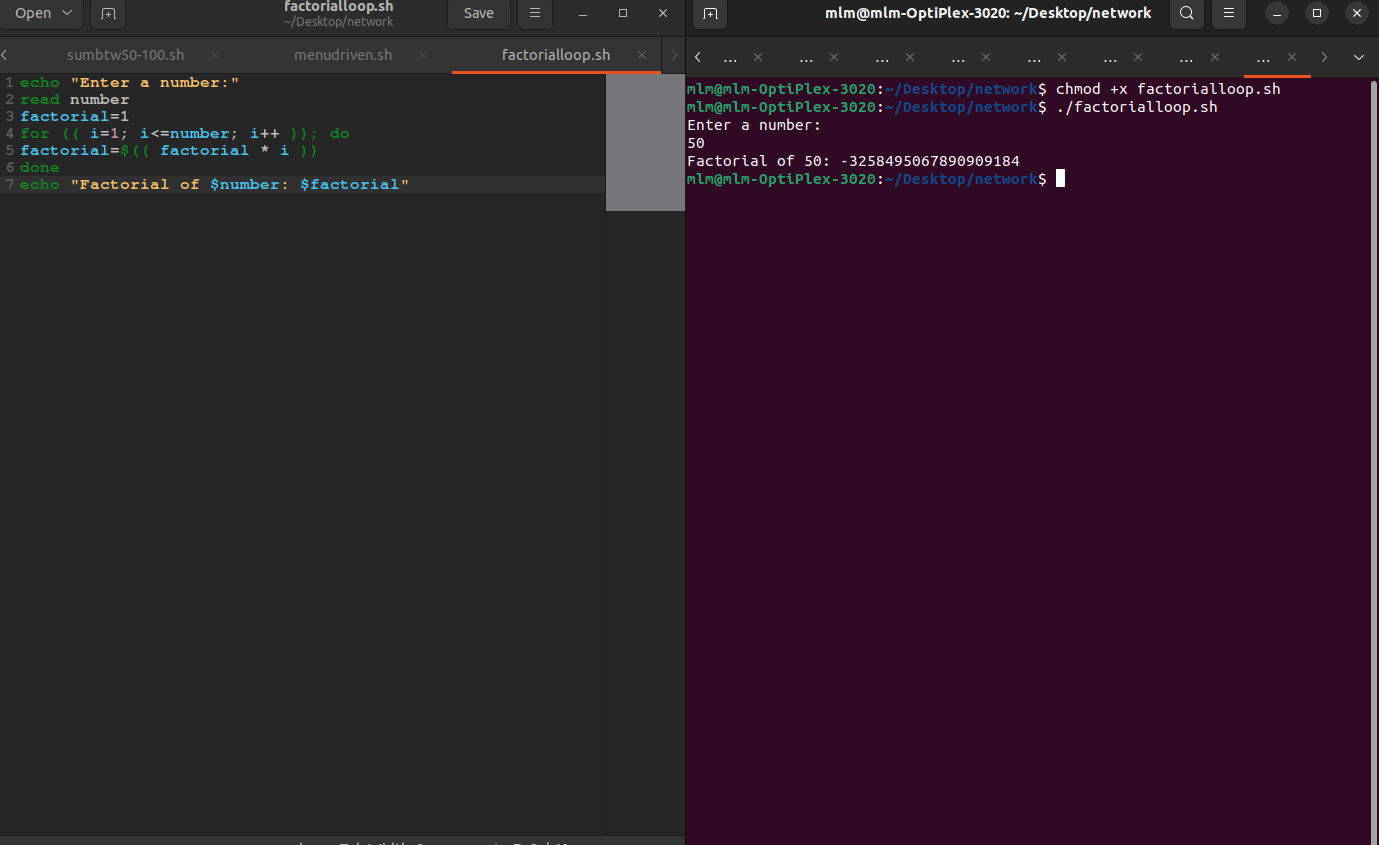 Open
factorialloop.sh
~/Desktop/network
Save
sumbtw50-100.sh
menudriven.sh
factorialloop.sh
1 echo "Enter a number:"
2 read number
3 factorial=1
4 for (( i=1; i<=number; i++ )); do
5 factorial=$(( factorial * i ))
6 done
7 echo "Factorial of $number: $factorial"
mlm@mlm-OptiPlex-3020: ~/Desktop/network
... ... ... ... ... ... ... ...
mlm@mlm-OptiPlex-3020:~/Desktop/network$ chmod +x factorialloop.sh
mlm@mlm-OptiPlex-3020:~/Desktop/network$ ./factorialloop.sh
Enter a number:
50
Factorial of 50: -3258495067890909184
mlm@mlm-OptiPlex-3020:~/Desktop/network$